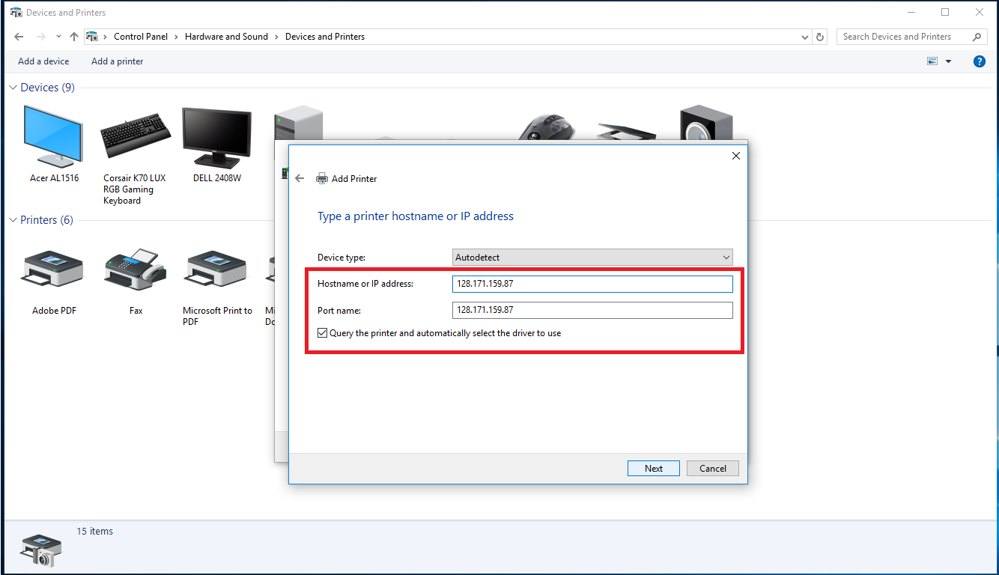 Devices and Printers
Control Panel > Hardware and Sound > Devices and Printers
Search Devices and Printers
Add a device Add a printer
?
Devices (9)
Acer AL1516
Corsair K70 LUX
RGB Gaming
Keyboard
DELL 2408W
Printers (6)
Adobe PDF
Fax
Microsoft Print to
PDF
Add Printer
Type a printer hostname or IP address
Device type: Autodetect
Hostname or IP address: 128.171.159.87
Port name: 128.171.159.87
Query the printer and automatically select the driver to use
Next Cancel
15 items